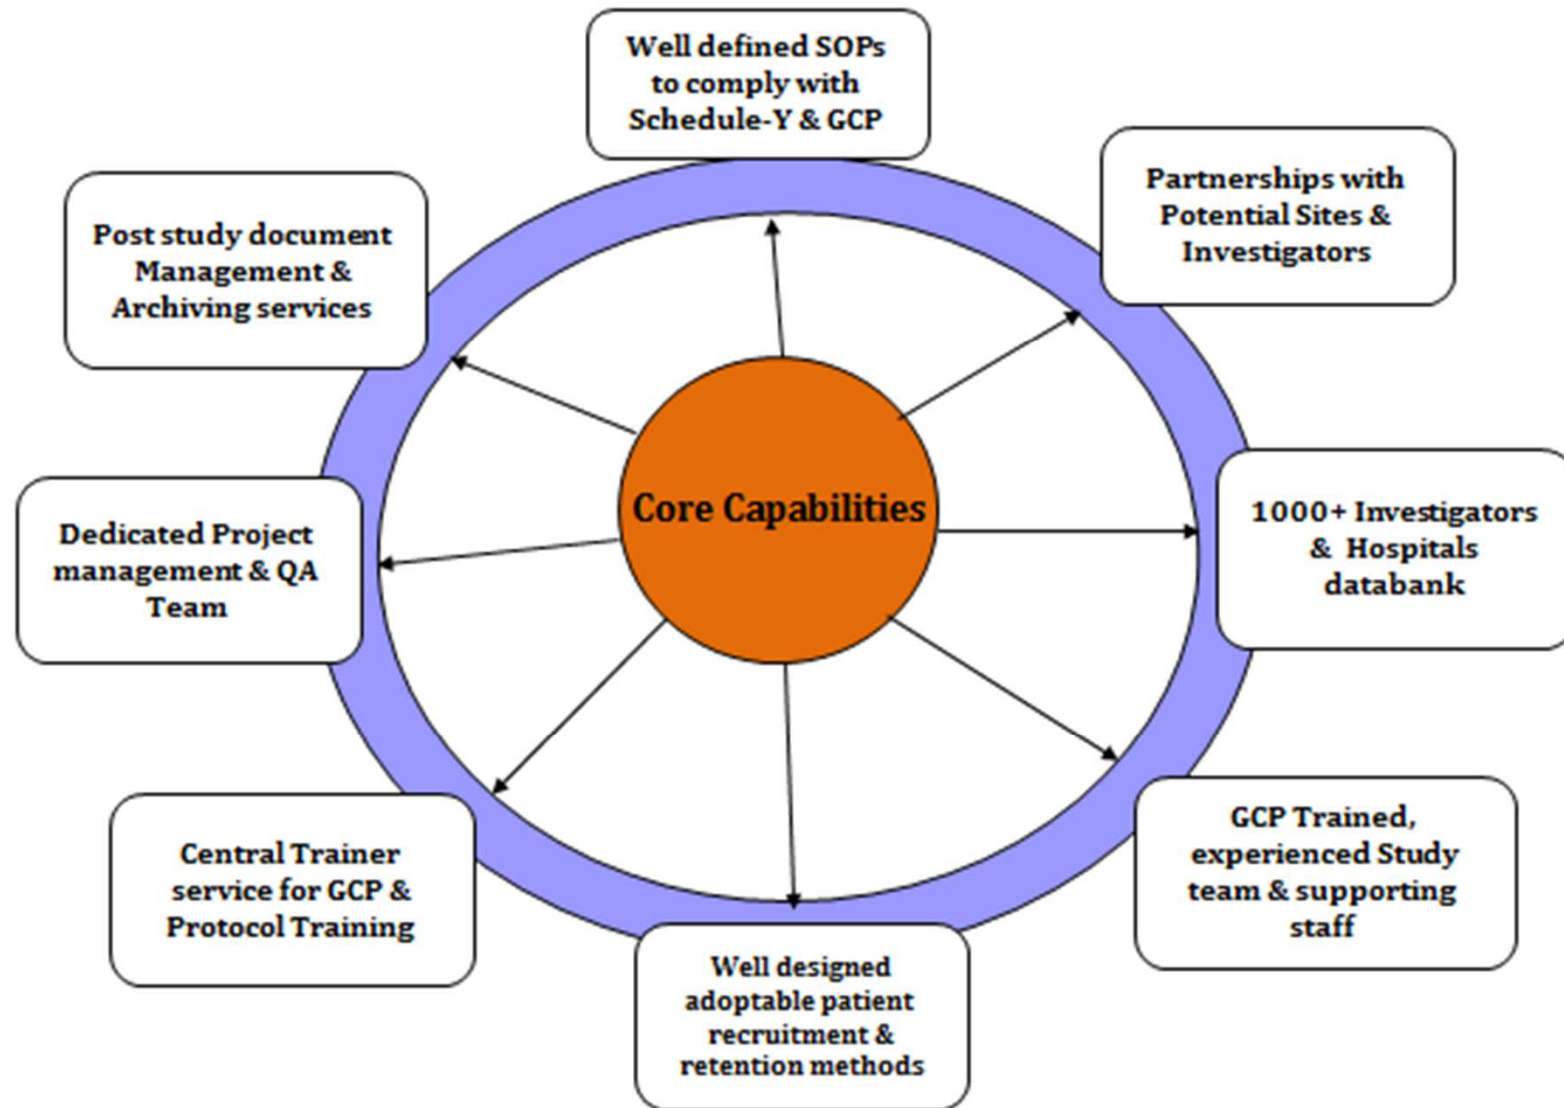 Well defined SOPs
to comply with
Schedule-Y & GCP
Partnerships with
Potential Sites &
Investigators
Post study document
Management &
Archiving services
Core Capabilities
1000+ Investigators
& Hospitals
databank
Dedicated Project
management & QA
Team
GCP Trained,
experienced Study
team & supporting
staff
Central Trainer
service for GCP &
Protocol Training
Well designed
adoptable patient
recruitment &
retention methods